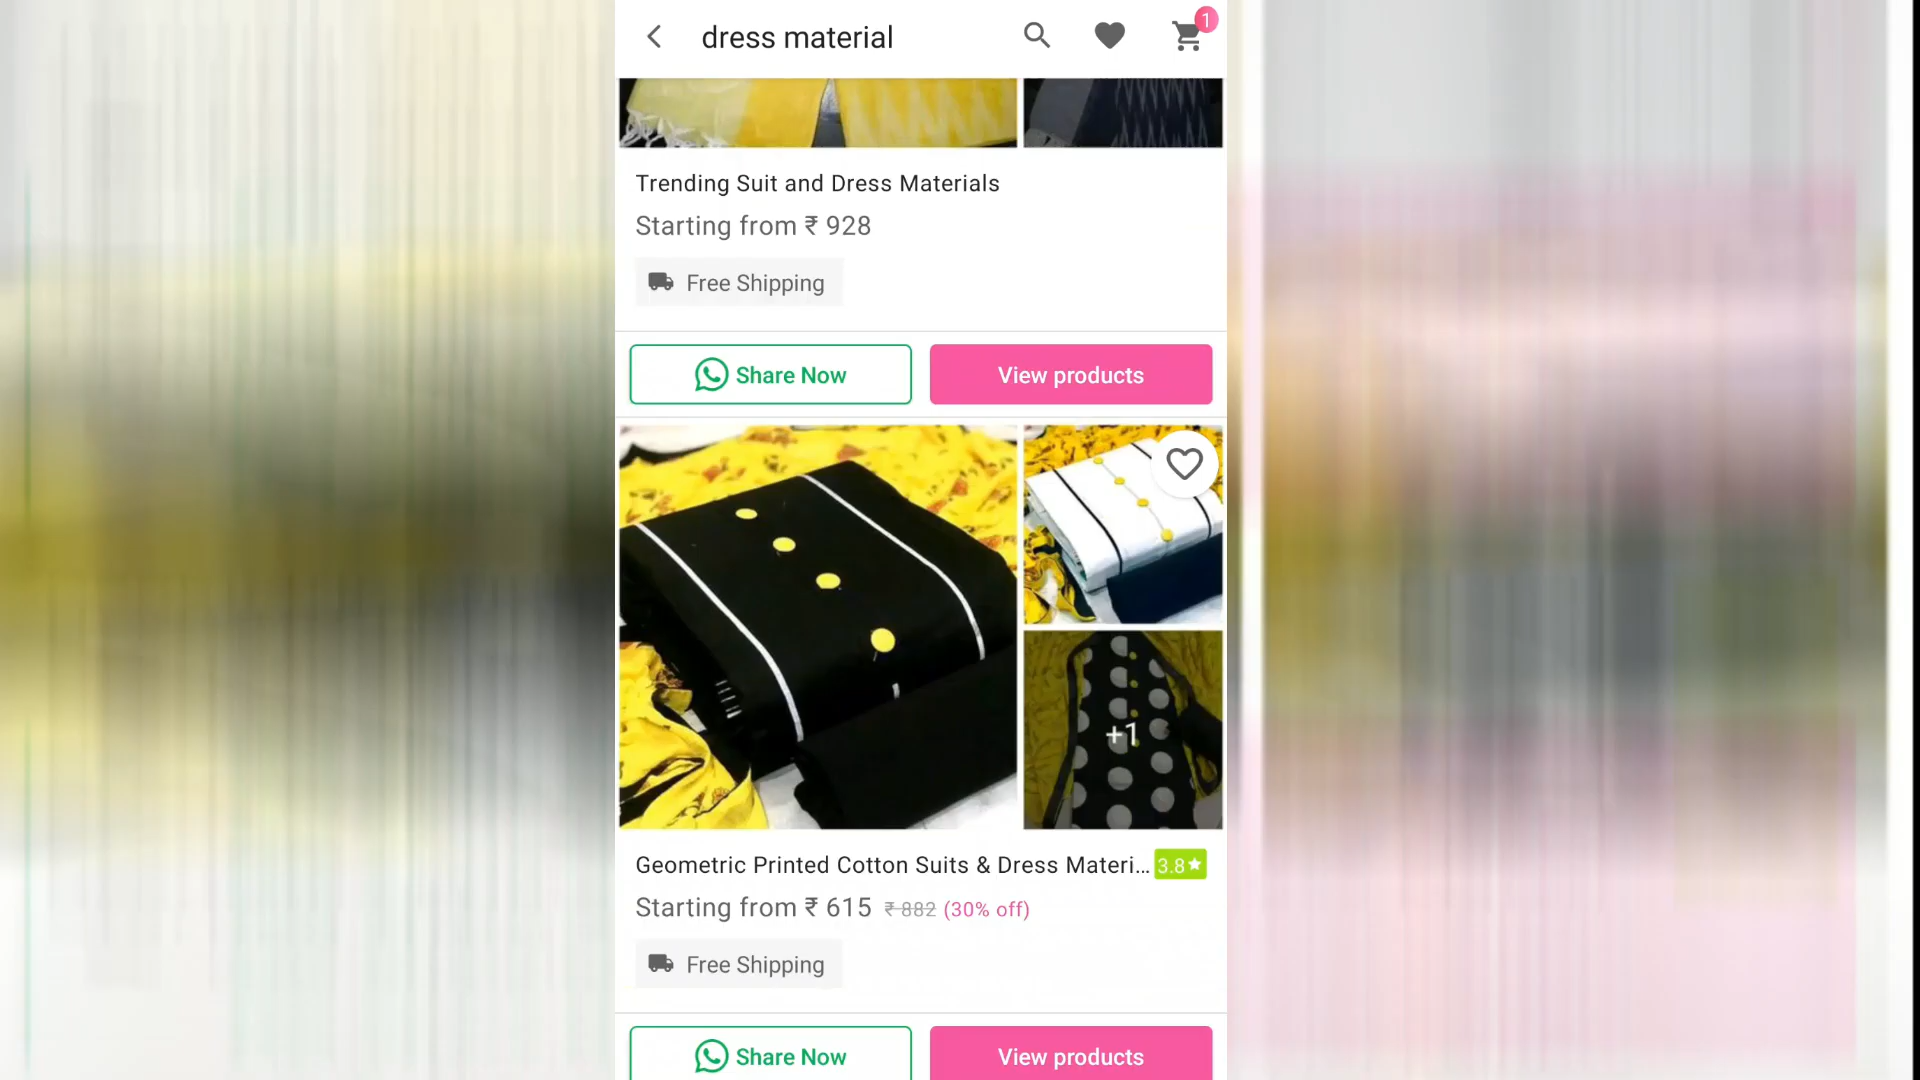 dress material
1
Trending Suit and Dress Materials
Starting from ₹ 928
Free Shipping
Share Now
View products
+1
Geometric Printed Cotton Suits & Dress Materi...
3.8★
Starting from ₹ 615 ₹ 882 (30% off)
Free Shipping
Share Now
View products